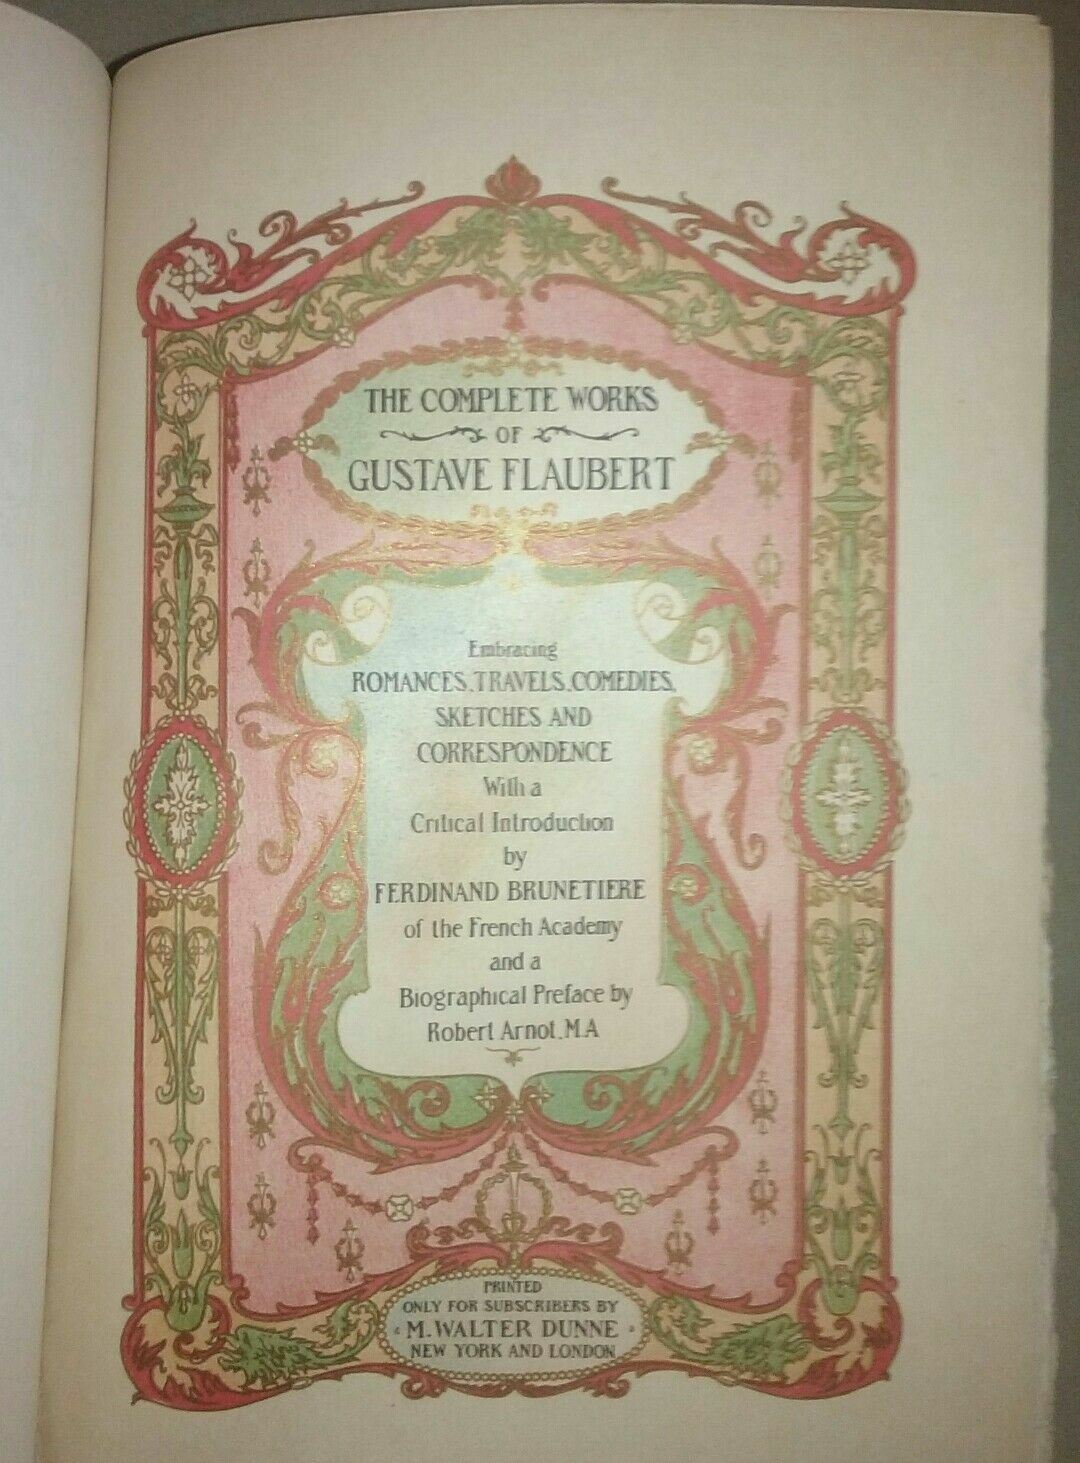 THE COMPLETE WORKS
OF
GUSTAVE FLAUBERT
Embracing
ROMANCES, TRAVELS, COMEDIES,
SKETCHES AND
CORRESPONDENCE
With a
Critical Introduction
by
FERDINAND BRUNETIERE
of the French Academy
and a
Biographical Preface by
Robert Arnot, M.A
PRINTED
ONLY FOR SUBSCRIBERS BY
M. WALTER DUNNE
NEW YORK AND LONDON